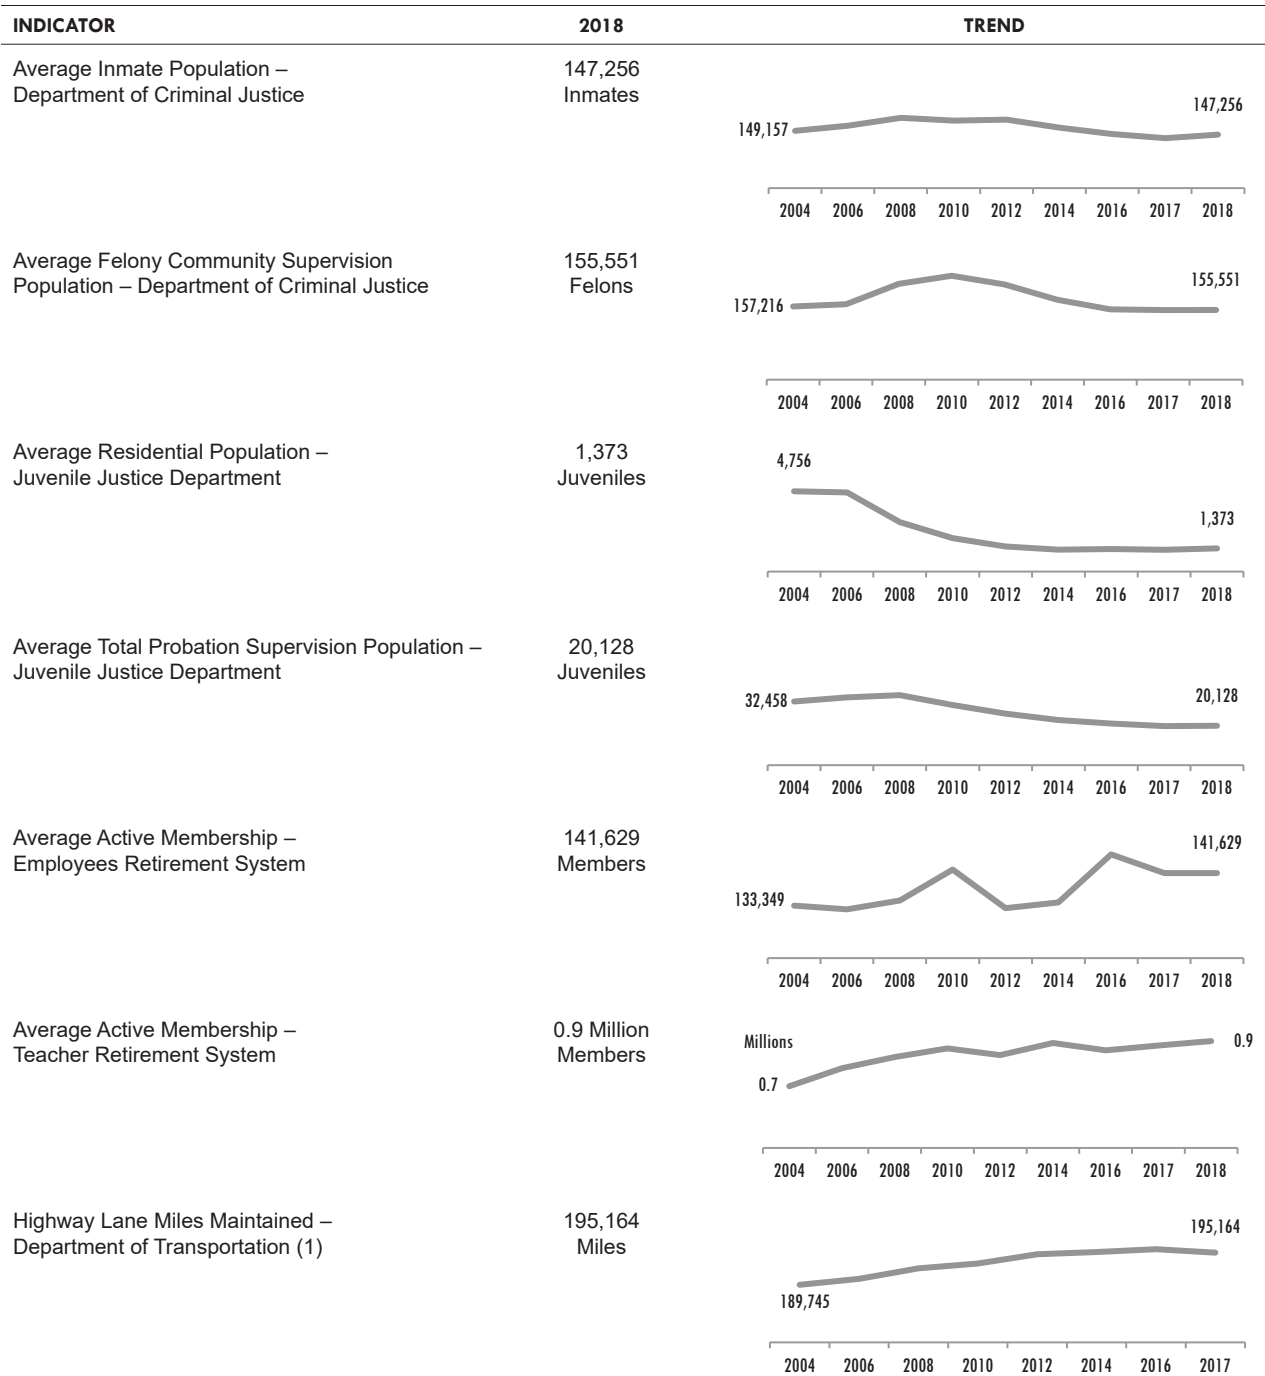 INDICATOR 2018 TREND
Average Inmate Population – 147,256
Department of Criminal Justice Inmates
147,256
149,157
2004 2006 2008 2010 2012 2014 2016 2017 2018
Average Felony Community Supervision 155,551
Population – Department of Criminal Justice Felons
155,551
157,216
2004 2006 2008 2010 2012 2014 2016 2017 2018
Average Residential Population – 1,373
Juvenile Justice Department Juveniles
4,756
1,373
2004 2006 2008 2010 2012 2014 2016 2017 2018
Average Total Probation Supervision Population – 20,128
Juvenile Justice Department Juveniles
32,458
20,128
2004 2006 2008 2010 2012 2014 2016 2017 2018
Average Active Membership – 141,629
Employees Retirement System Members
141,629
133,349
2004 2006 2008 2010 2012 2014 2016 2017 2018
Average Active Membership – 0.9 Million
Teacher Retirement System Members
Millions 0.9
0.7
2004 2006 2008 2010 2012 2014 2016 2017 2018
Highway Lane Miles Maintained – 195,164
Department of Transportation (1) Miles
195,164
189,745
2004 2006 2008 2010 2012 2014 2016 2017